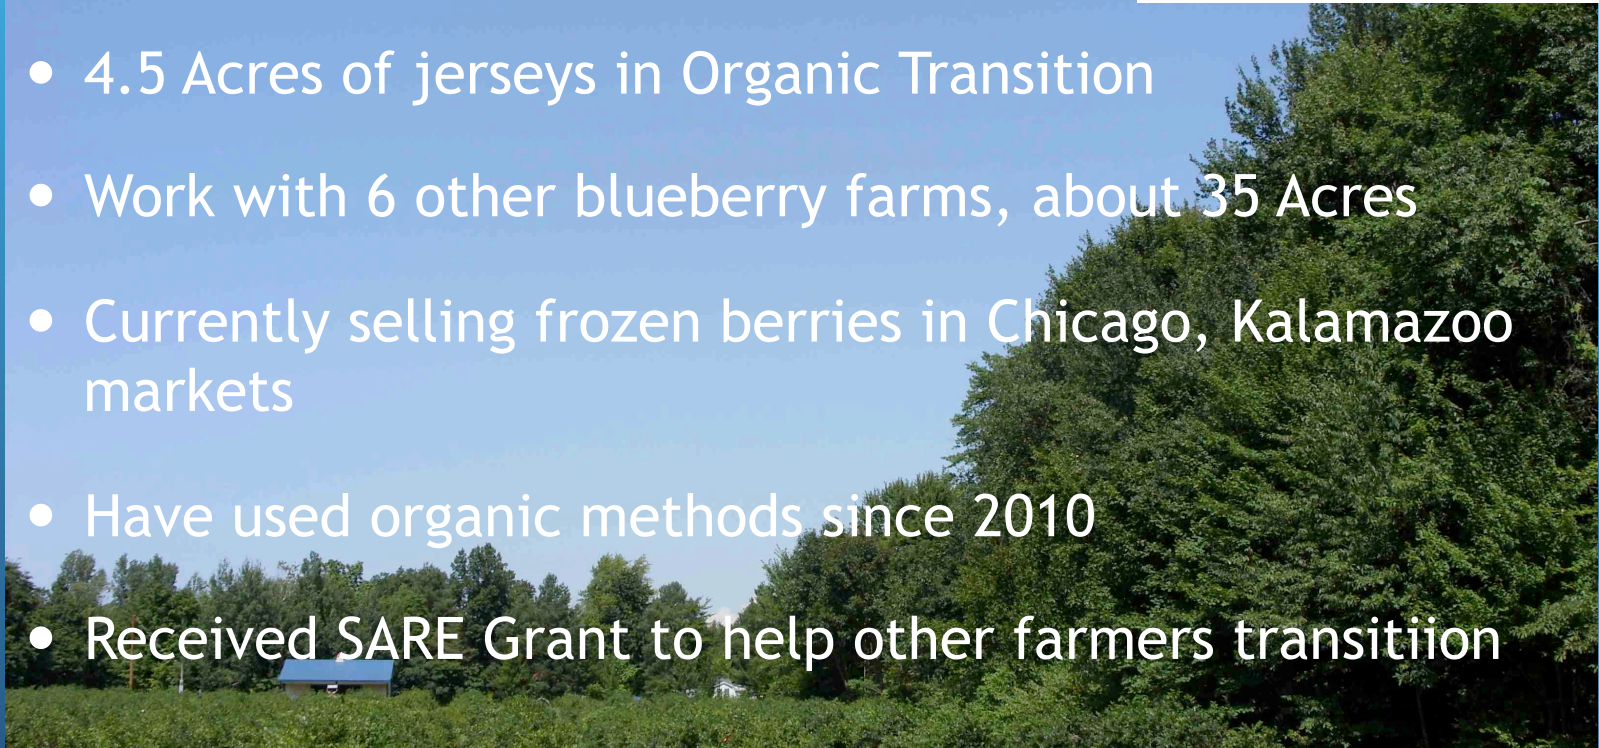 • 4.5 Acres of jerseys in Organic Transition
• Work with 6 other blueberry farms, about 35 Acres
• Currently selling frozen berries in Chicago, Kalamazoo
markets
• Have used organic methods since 2010
• Received SARE Grant to help other farmers transitiion